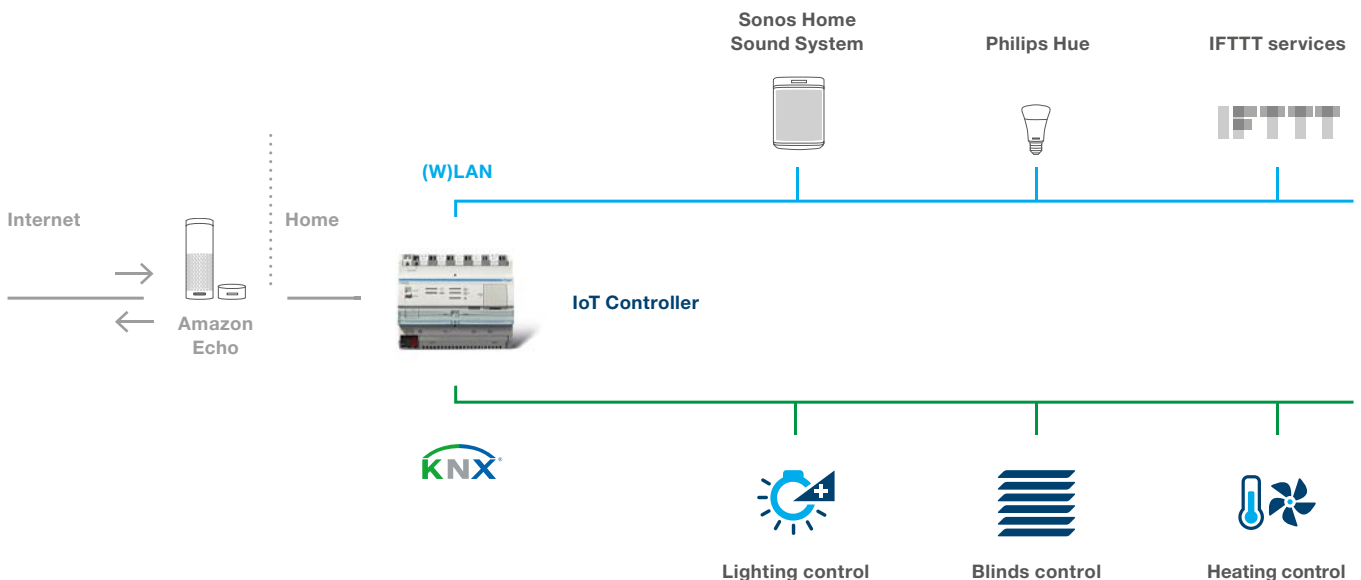 Sonos Home
Sound System
Philips Hue
IFTTT services
IFTTT
(W)LAN
Internet
Home
IoT Controller
Amazon
Echo
KNX®
Lighting control
Blinds control
Heating control